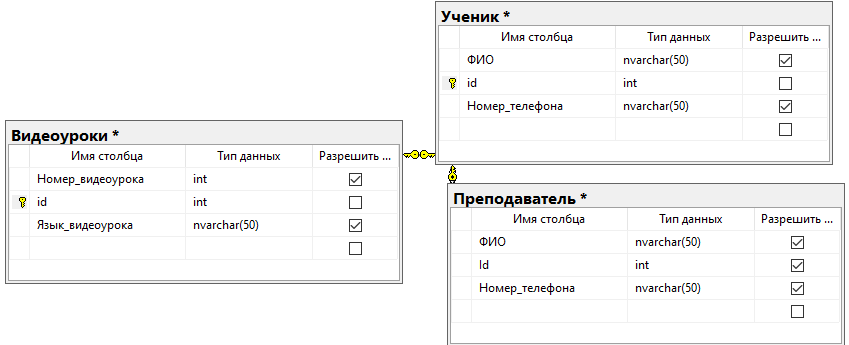 Ученик *
Имя столбца Тип данных Разрешить ...
ФИО nvarchar(50)
id int
Номер_телефона nvarchar(50)
Видеоуроки *
Имя столбца Тип данных Разрешить ...
Номер_видеоурока int
id int
Язык_видеоурока nvarchar(50)
Преподаватель *
Имя столбца Тип данных Разрешить ...
ФИО nvarchar(50)
Id int
Номер_телефона nvarchar(50)